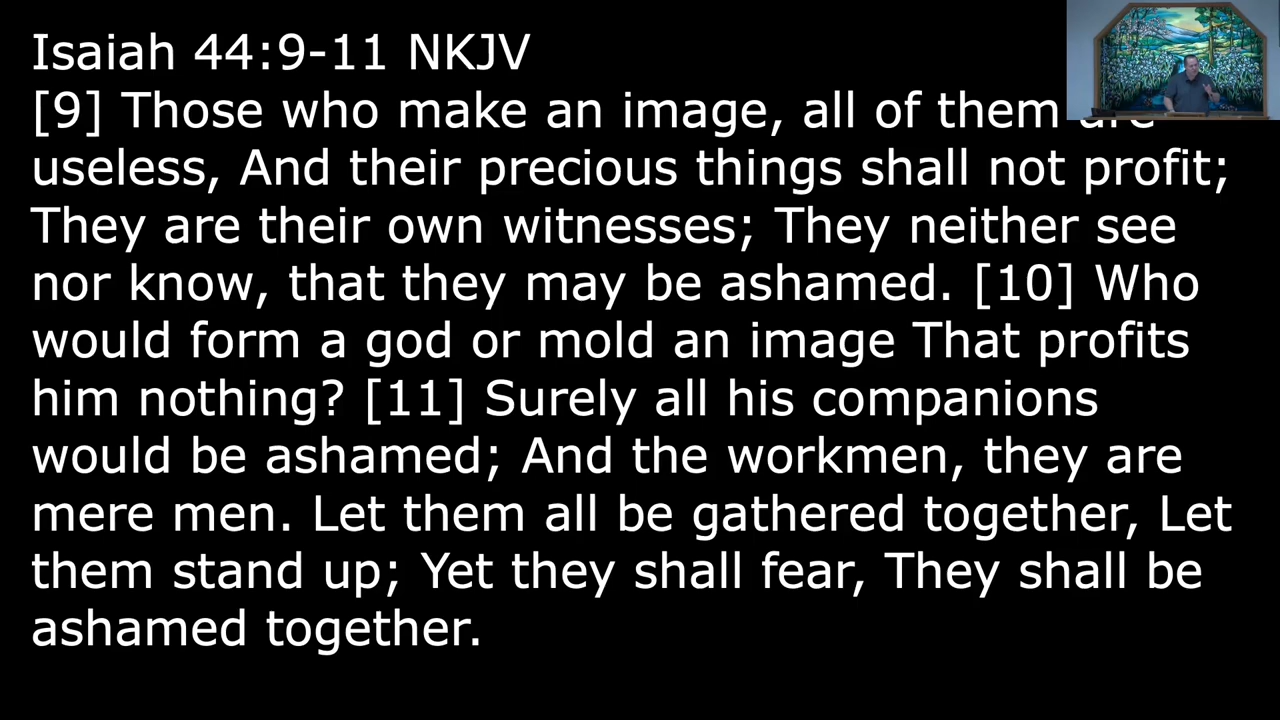 Isaiah 44:9-11 NKJV
[9] Those who make an image, all of them are
useless, And their precious things shall not profit;
They are their own witnesses; They neither see
nor know, that they may be ashamed. [10] Who
would form a god or mold an image That profits
him nothing? [11] Surely all his companions
would be ashamed; And the workmen, they are
mere men. Let them all be gathered together, Let
them stand up; Yet they shall fear, They shall be
ashamed together.